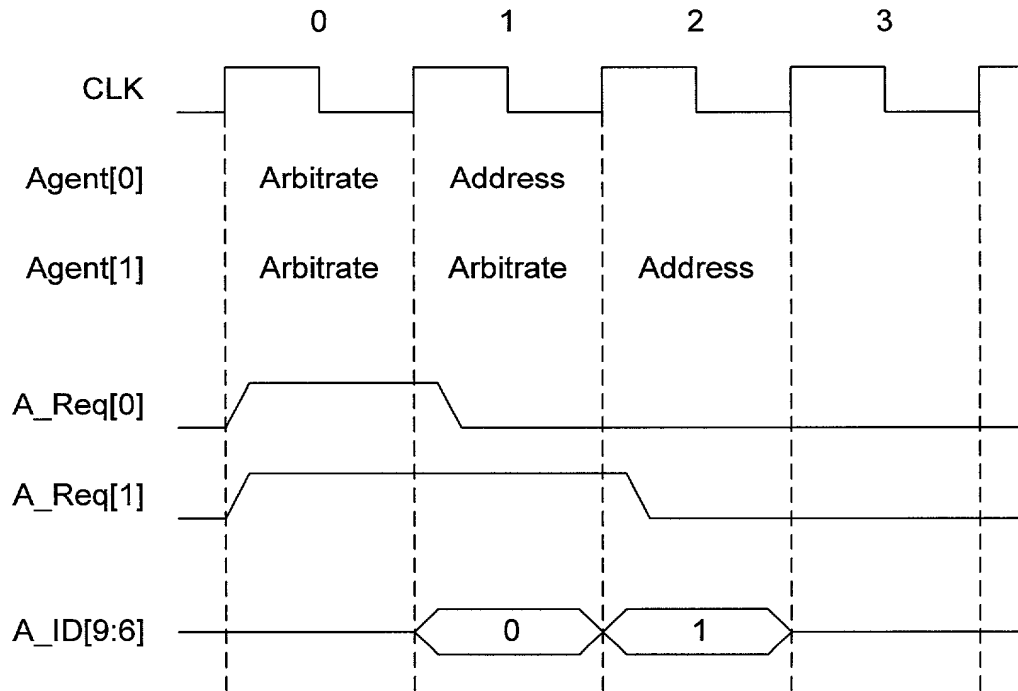 0 1 2 3
CLK
Agent[0] Arbitrate Address
Agent[1] Arbitrate Arbitrate Address
A_Req[0]
A_Req[1]
A_ID[9:6] 0 1